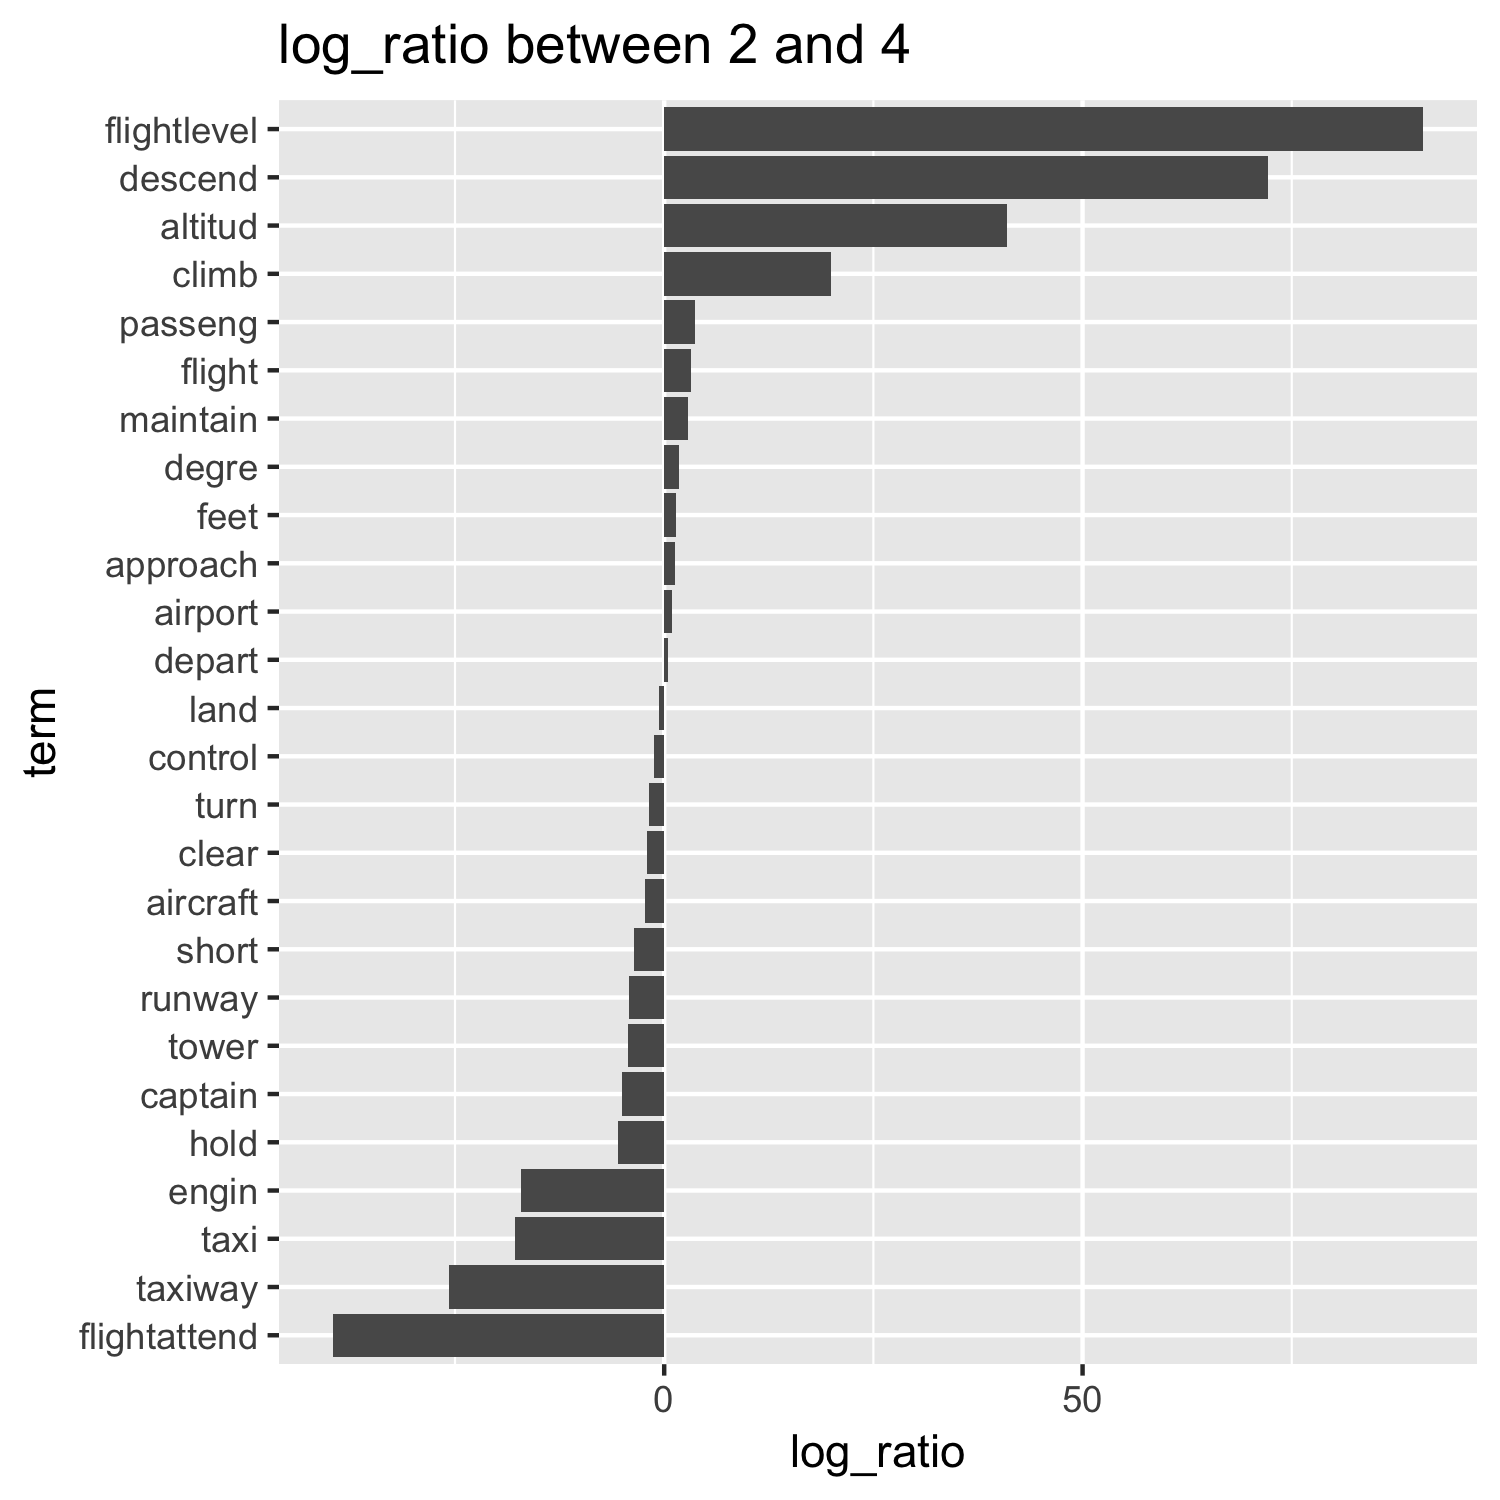 log_ratio between 2 and 4
flightlevel
descend
altitud
climb
passeng
flight
maintain
degre
feet
approach
airport
depart
land
control
turn
clear
aircraft
short
runway
tower
captain
hold
engin
taxi
taxiway
flightattend
term
0 50
log_ratio